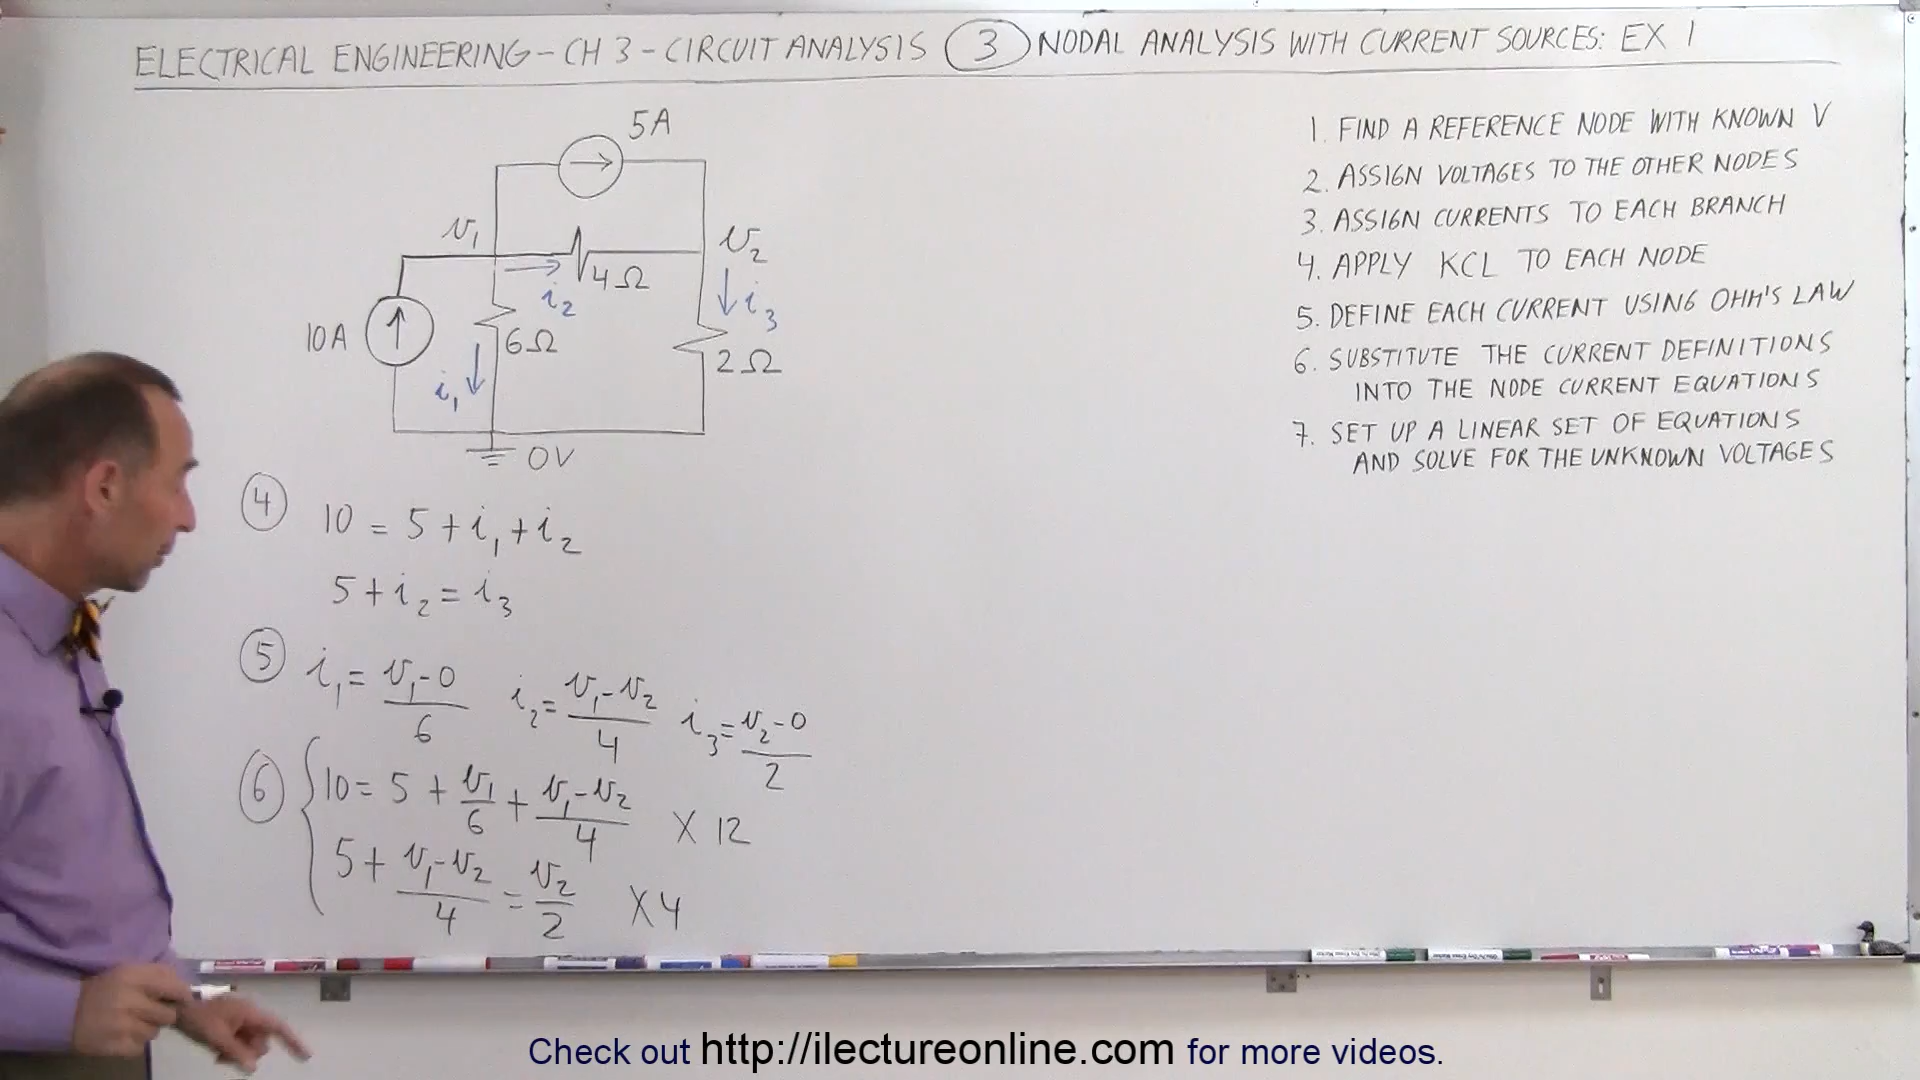 ELECTRICAL ENGINEERING - CH 3 - CIRCUIT ANALYSIS (3) NODAL ANALYSIS WITH CURRENT SOURCES: EX 1
5A
v₁
v₂
4Ω
i₂
i₃
10A
6Ω
2Ω
i₁
0V
1. FIND A REFERENCE NODE WITH KNOWN V
2. ASSIGN VOLTAGES TO THE OTHER NODES
3. ASSIGN CURRENTS TO EACH BRANCH
4. APPLY KCL TO EACH NODE
5. DEFINE EACH CURRENT USING OHH'S LAW
6. SUBSTITUTE THE CURRENT DEFINITIONS
INTO THE NODE CURRENT EQUATIONS
7. SET UP A LINEAR SET OF EQUATIONS
AND SOLVE FOR THE UNKNOWN VOLTAGES
(4) 10 = 5 + i₁ + i₂
5 + i₂ = i₃
(5) i₁ = (v₁-0)/6 i₂ = (v₁-v₂)/4 i₃ = (v₂-0)/2
(6) { 10 = 5 + v₁/6 + (v₁-v₂)/4 X 12
5 + (v₁-v₂)/4 = v₂/2 X 4
Check out http://ilectureonline.com for more videos.